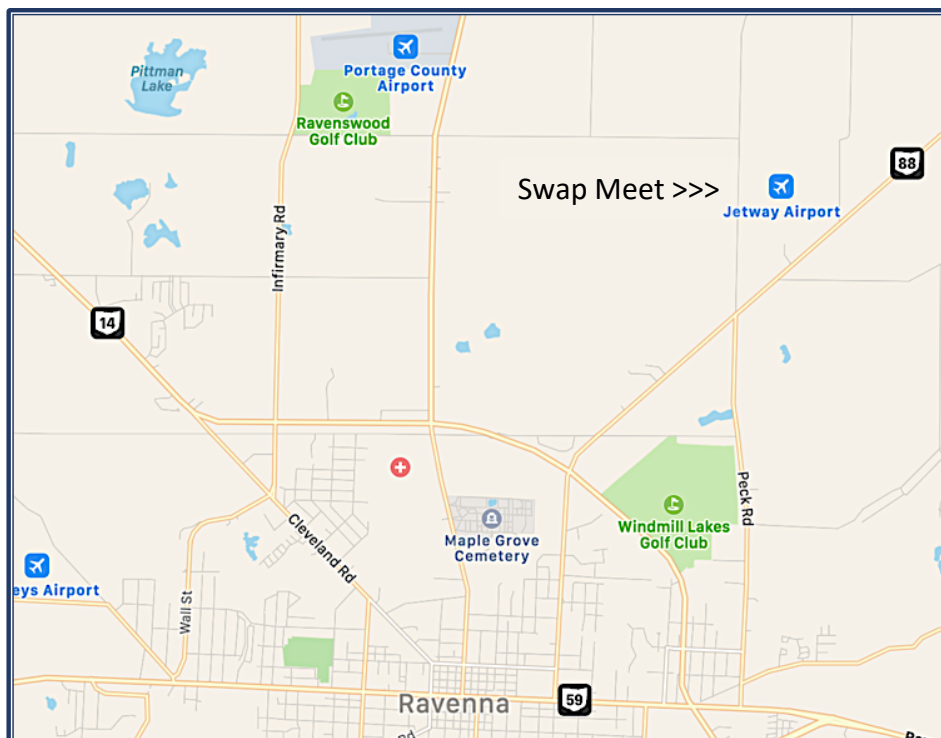 Pittman
Lake
Portage County
Airport
Ravenswood
Golf Club
88
Swap Meet >>>
Jetway Airport
Infirmary Rd
14
Peck Rd
Windmill Lakes
Golf Club
Cleveland Rd
Maple Grove
Cemetery
eys Airport
Wall St
59
Ravenna
Rd